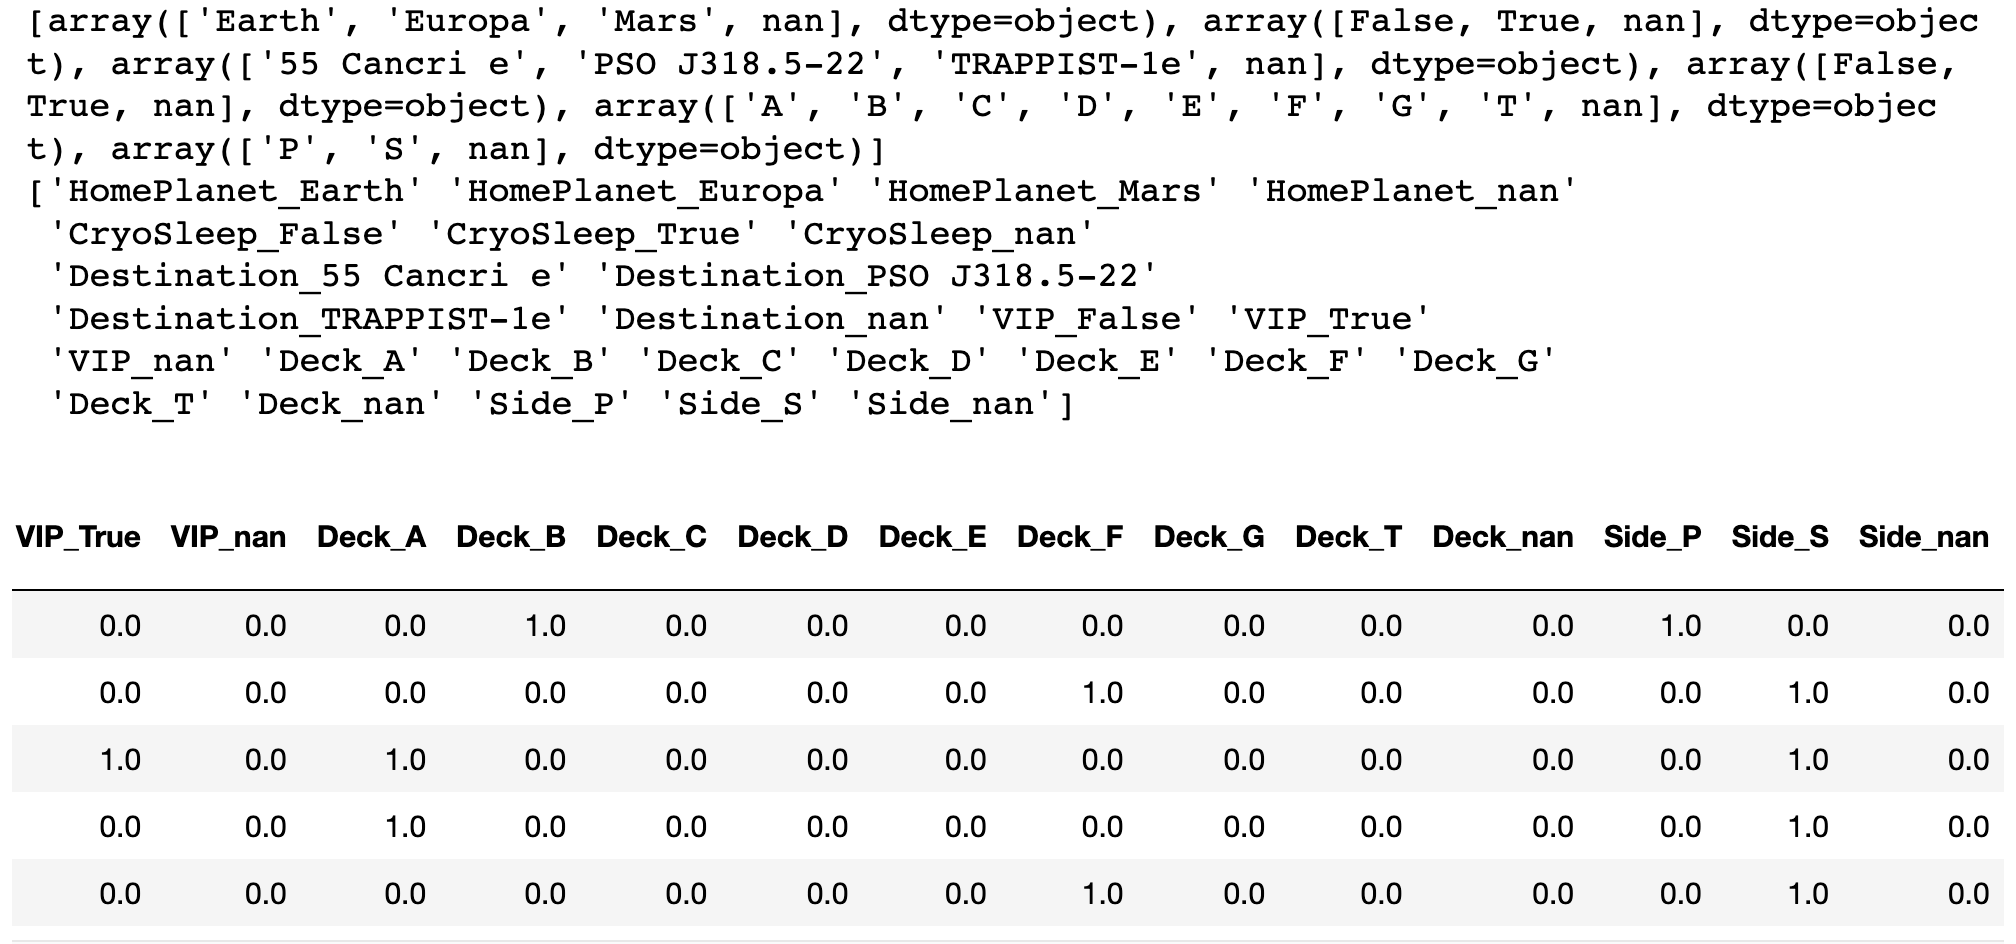 [array(['Earth', 'Europa', 'Mars', nan], dtype=object), array([False, True, nan], dtype=objec
t), array(['55 Cancri e', 'PSO J318.5-22', 'TRAPPIST-1e', nan], dtype=object), array([False,
True, nan], dtype=object), array(['A', 'B', 'C', 'D', 'E', 'F', 'G', 'T', nan], dtype=objec
t), array(['P', 'S', nan], dtype=object)]
['HomePlanet_Earth' 'HomePlanet_Europa' 'HomePlanet_Mars' 'HomePlanet_nan'
'CryoSleep_False' 'CryoSleep_True' 'CryoSleep_nan'
'Destination_55 Cancri e' 'Destination_PSO J318.5-22'
'Destination_TRAPPIST-1e' 'Destination_nan' 'VIP_False' 'VIP_True'
'VIP_nan' 'Deck_A' 'Deck_B' 'Deck_C' 'Deck_D' 'Deck_E' 'Deck_F' 'Deck_G'
'Deck_T' 'Deck_nan' 'Side_P' 'Side_S' 'Side_nan']
VIP_True VIP_nan Deck_A Deck_B Deck_C Deck_D Deck_E Deck_F Deck_G Deck_T Deck_nan Side_P Side_S Side_nan
0.0 0.0 0.0 1.0 0.0 0.0 0.0 0.0 0.0 0.0 0.0 1.0 0.0 0.0
0.0 0.0 0.0 0.0 0.0 0.0 0.0 1.0 0.0 0.0 0.0 0.0 1.0 0.0
1.0 0.0 1.0 0.0 0.0 0.0 0.0 0.0 0.0 0.0 0.0 0.0 1.0 0.0
0.0 0.0 1.0 0.0 0.0 0.0 0.0 0.0 0.0 0.0 0.0 0.0 1.0 0.0
0.0 0.0 0.0 0.0 0.0 0.0 0.0 1.0 0.0 0.0 0.0 0.0 1.0 0.0